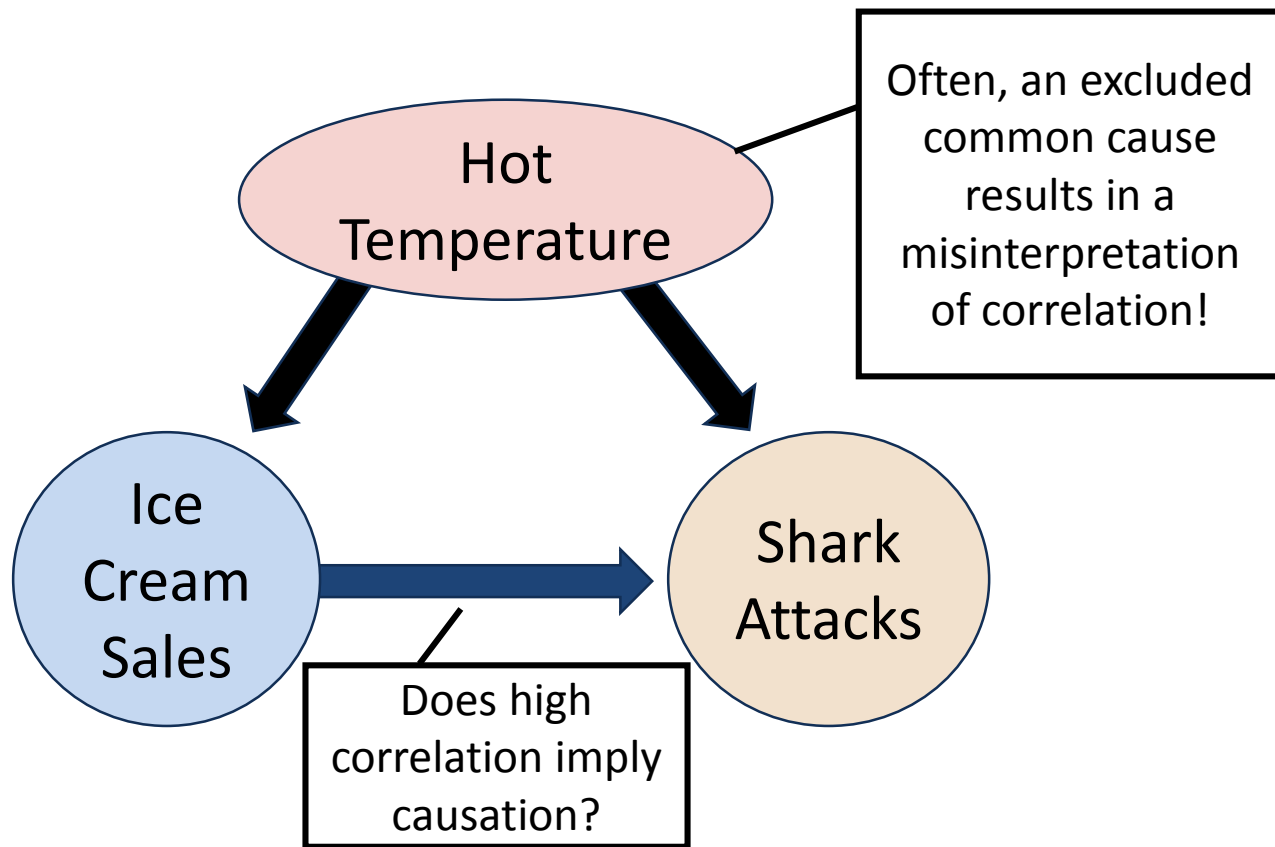 Hot
Temperature
Often, an excluded
common cause
results in a
misinterpretation
of correlation!
Ice
Cream
Sales
Shark
Attacks
Does high
correlation imply
causation?